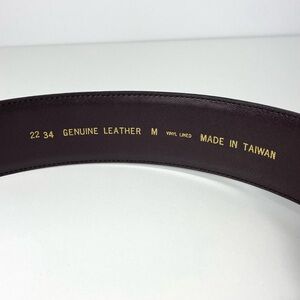 22 34 GENUINE LEATHER M VINYL LINED MADE IN TAIWAN